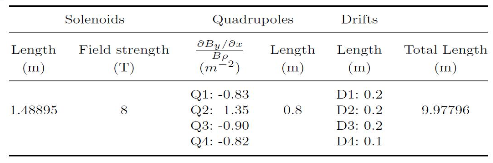 Solenoids Quadrupoles Drifts
Length Field strength ∂By/∂x / Bρ Length Length Total Length
(m) (T) (m⁻²) (m) (m) (m)
Q1: -0.83 D1: 0.2
1.48895 8 Q2: 1.35 0.8 D2: 0.2 9.97796
Q3: -0.90 D3: 0.2
Q4: -0.82 D4: 0.1